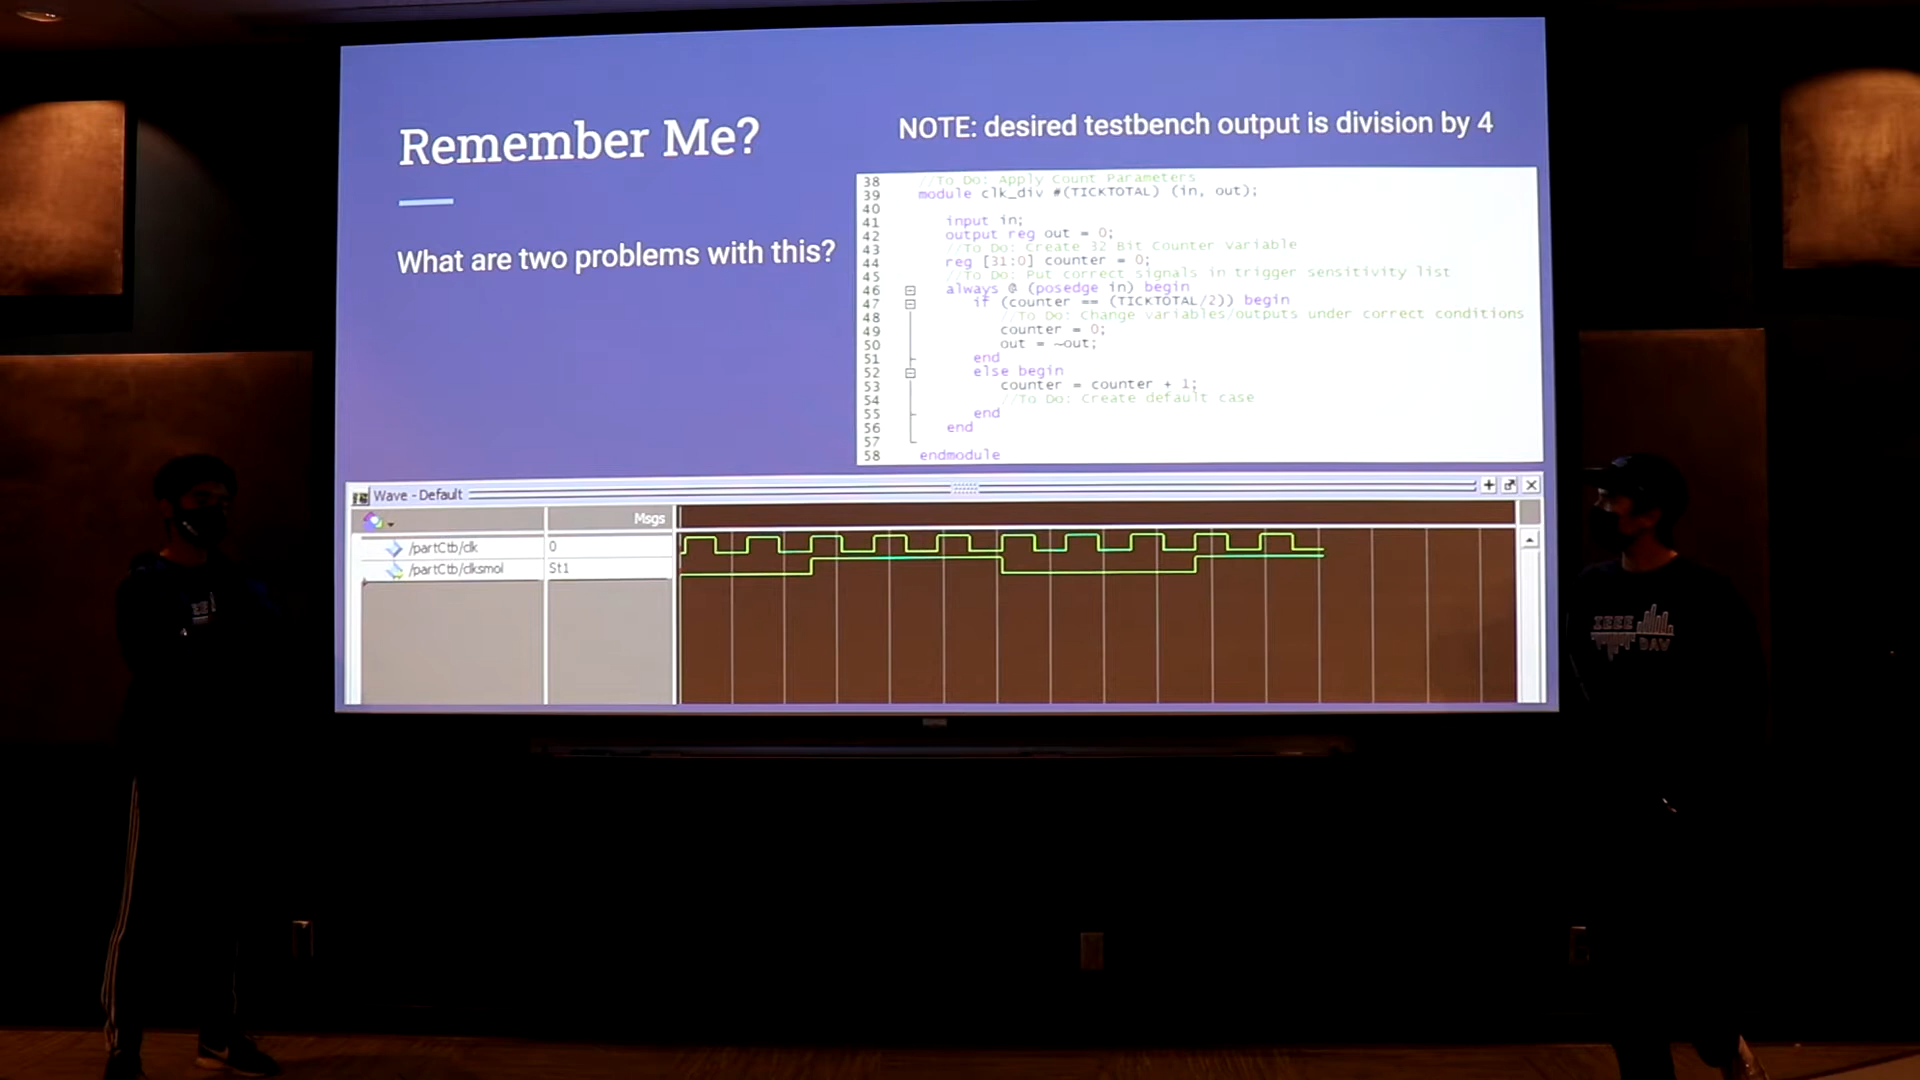 Remember Me?
What are two problems with this?
NOTE: desired testbench output is division by 4
38 //To Do: Apply Count Parameters
39 module clk_div #(TICKTOTAL) (in, out);
40
41 input in;
42 output reg out = 0;
43 //To Do: Create 32 Bit Counter variable
44 reg [31:0] counter = 0;
45 //To Do: Put correct signals in trigger sensitivity list
46 always @ (posedge in) begin
47 if (counter == (TICKTOTAL/2)) begin
48 //To Do: Change variables/outputs under correct conditions
49 counter = 0;
50 out = ~out;
51 end
52 else begin
53 counter = counter + 1;
54 //To Do: Create default case
55 end
56 end
57
58 endmodule
Wave - Default
Msgs
/partCtb/clk 0
/partCtb/clksmol St1
IEEE
IEEE
DAV